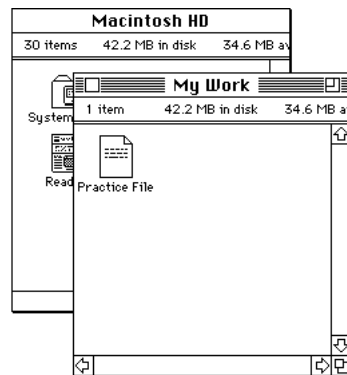 Macintosh HD
30 items 42.2 MB in disk 34.6 MB av
My Work
1 item 42.2 MB in disk 34.6 MB a
System
Read
Practice File